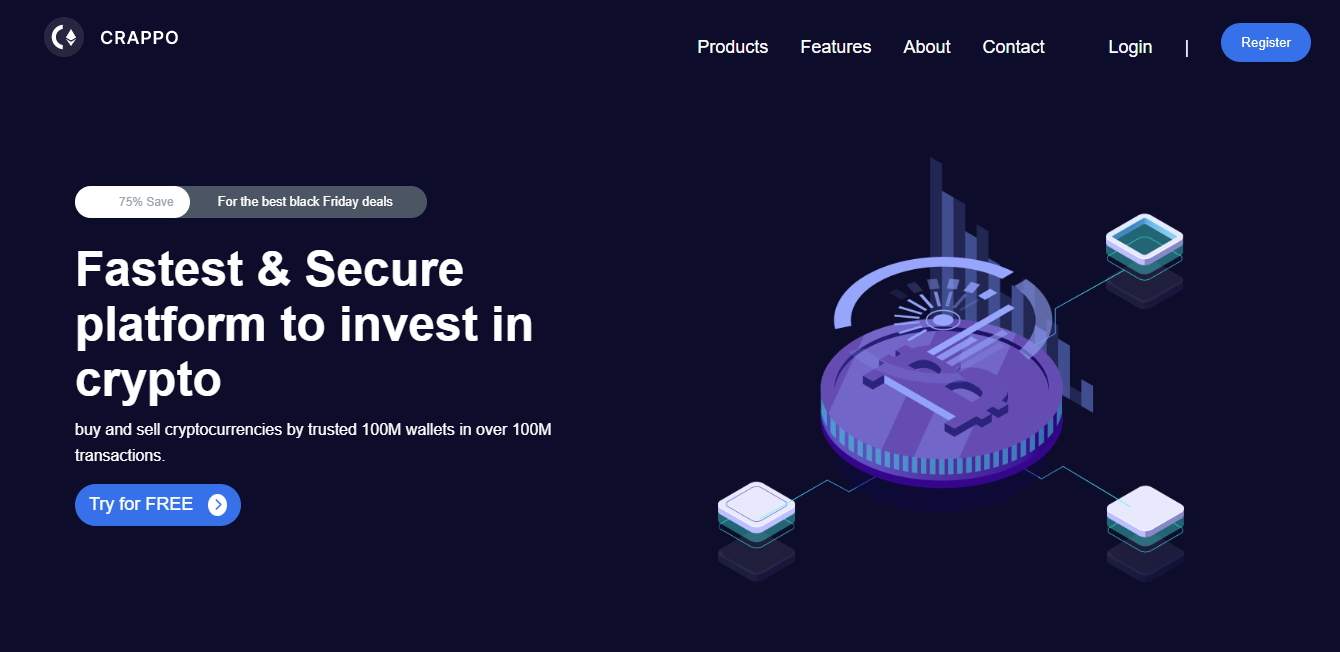 CRAPPO
Products Features About Contact Login | Register
75% Save For the best black Friday deals
Fastest & Secure
platform to invest in
crypto
buy and sell cryptocurrencies by trusted 100M wallets in over 100M
transactions.
Try for FREE